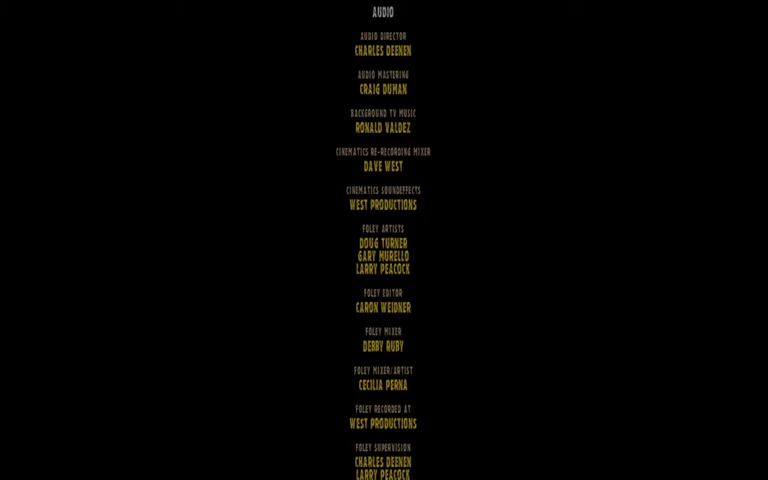 AUDIO
AUDIO DIRECTOR
CHARLES DEENEN
AUDIO MASTERING
CRAIG DUMAN
BACKGROUND TV MUSIC
RONALD VALDEZ
CINEMATICS RE-RECORDING MIXER
DAVE WEST
CINEMATICS SOUNDEFFECTS
WEST PRODUCTIONS
FOLEY ARTISTS
DOUG TURNER
GARY MURELLO
LARRY PEACOCK
FOLEY EDITOR
CARON WEIDNER
FOLEY MIXER
DEBBY RUBY
FOLEY MIXER/ARTIST
CECILIA PERNA
FOLEY RECORDED AT
WEST PRODUCTIONS
FOLEY SUPERVISION
CHARLES DEENEN
LARRY PEACOCK